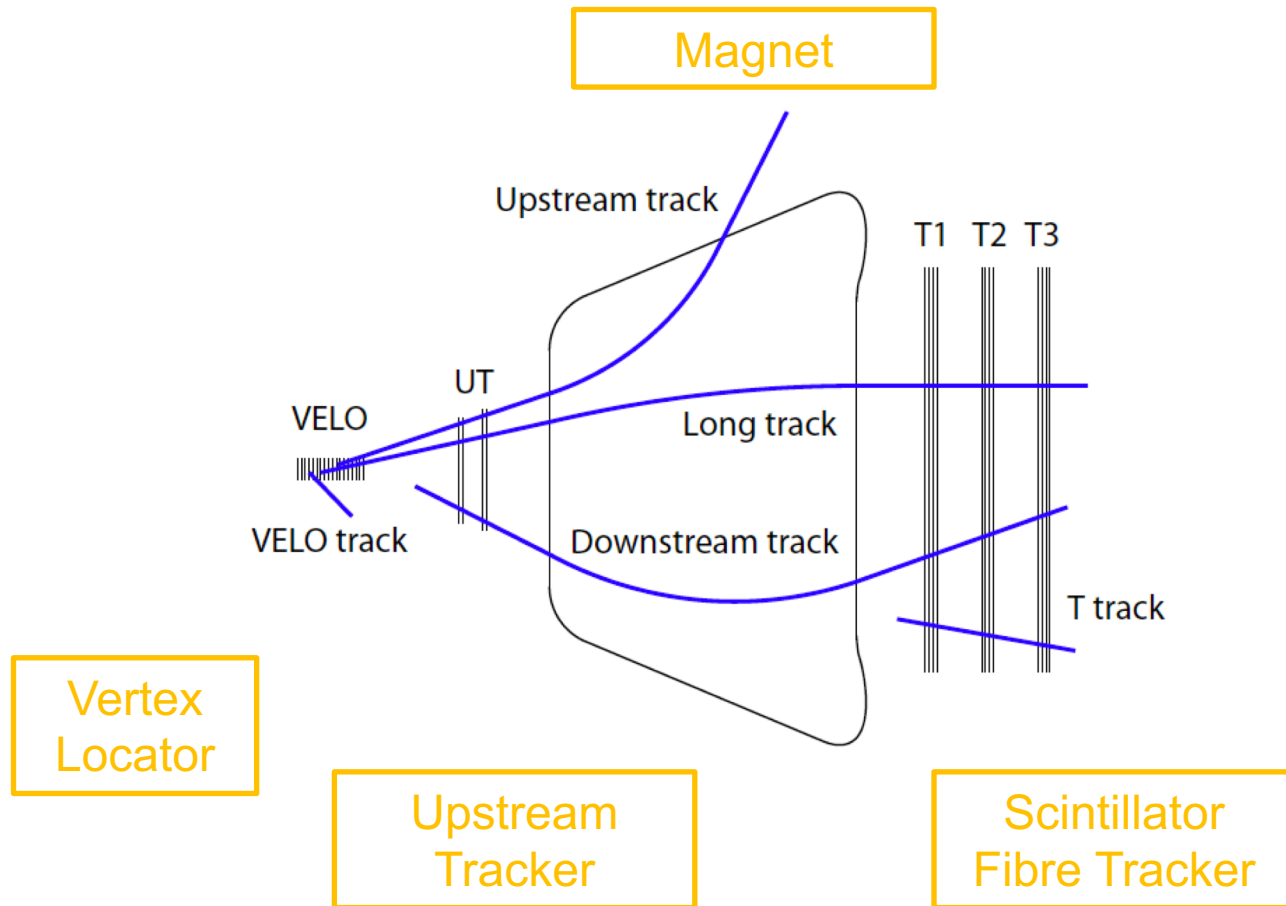 Magnet
Upstream track
T1 T2 T3
UT
VELO
Long track
VELO track
Downstream track
T track
Vertex
Locator
Upstream
Tracker
Scintillator
Fibre Tracker